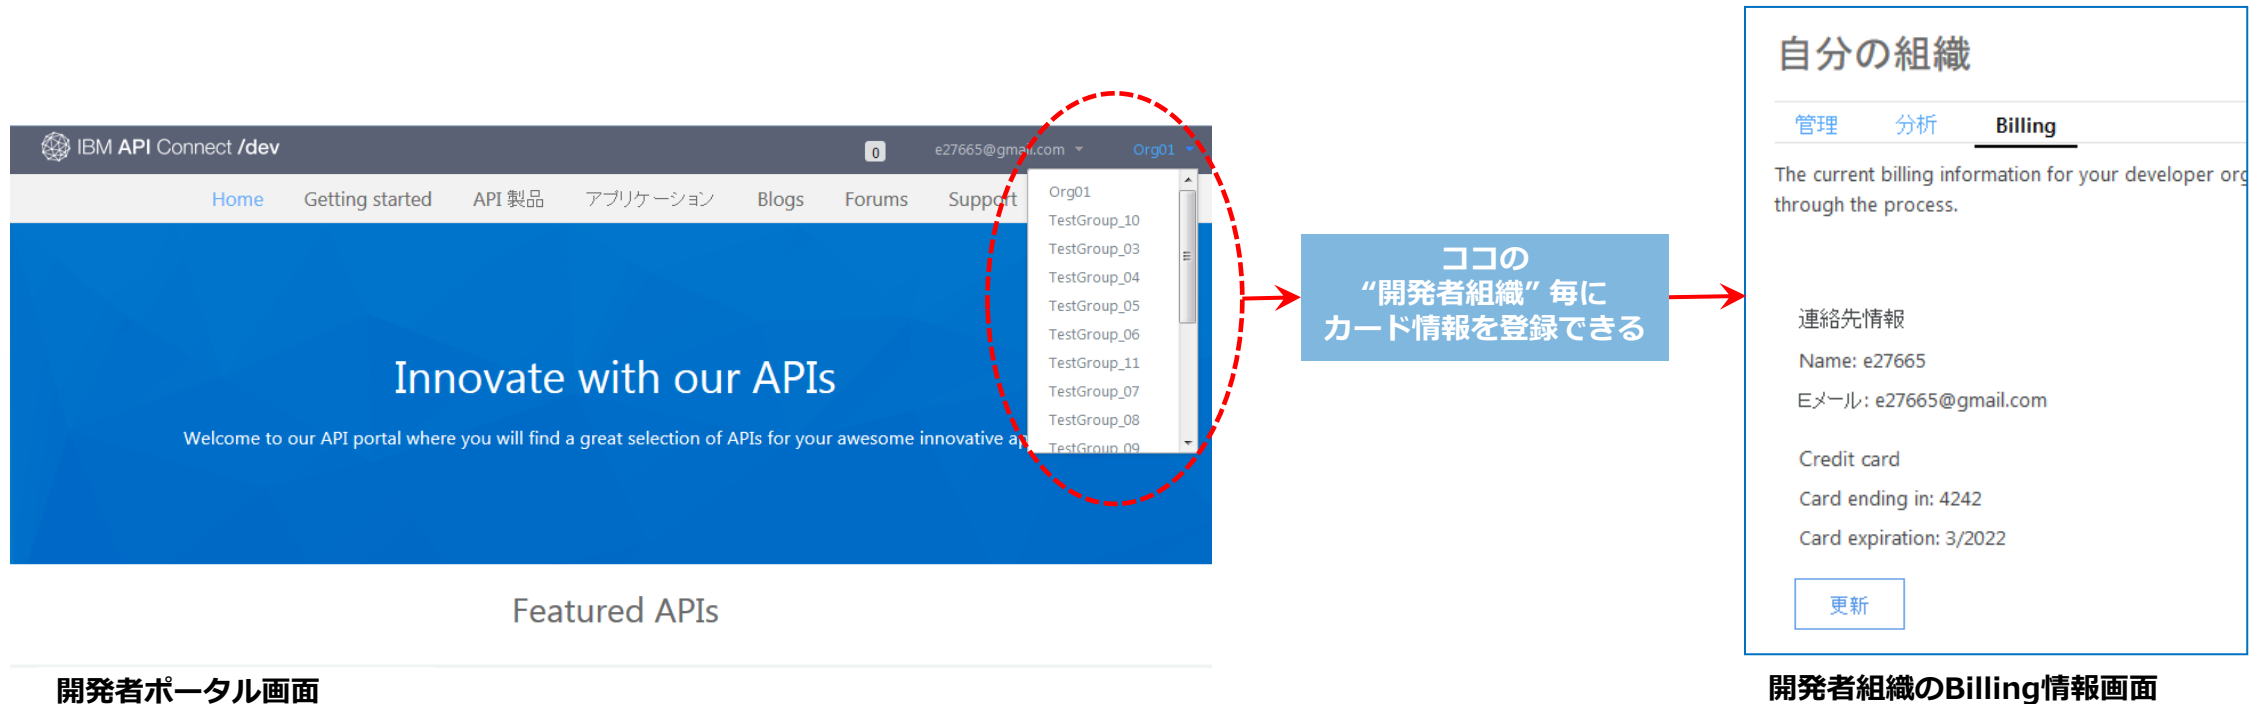 IBM API Connect /dev
0
e27665@gmail.com
Org01
Home
Getting started
API 製品
アプリケーション
Blogs
Forums
Support
Org01
TestGroup_10
TestGroup_03
TestGroup_04
TestGroup_05
TestGroup_06
TestGroup_11
TestGroup_07
TestGroup_08
TestGroup_09
Innovate with our APIs
Welcome to our API portal where you will find a great selection of APIs for your awesome innovative ap
Featured APIs
開発者ポータル画面
ココの
“開発者組織” 毎に
カード情報を登録できる
自分の組織
管理
分析
Billing
The current billing information for your developer org
through the process.
連絡先情報
Name: e27665
Eメール: e27665@gmail.com
Credit card
Card ending in: 4242
Card expiration: 3/2022
更新
開発者組織のBilling情報画面